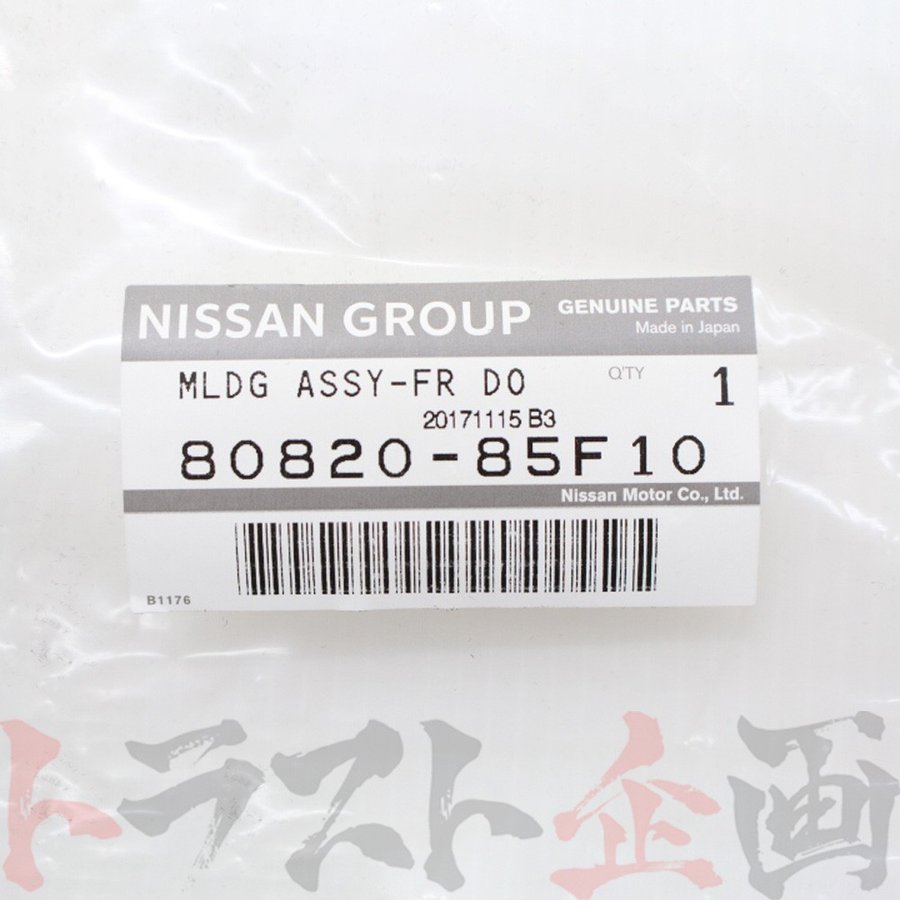 NISSAN GROUP GENUINE PARTS
Made in Japan
MLDG ASSY-FR DO Q'TY 1
20171115 B3
80820-85F10
Nissan Motor Co., Ltd.
B1176
トラスト企画